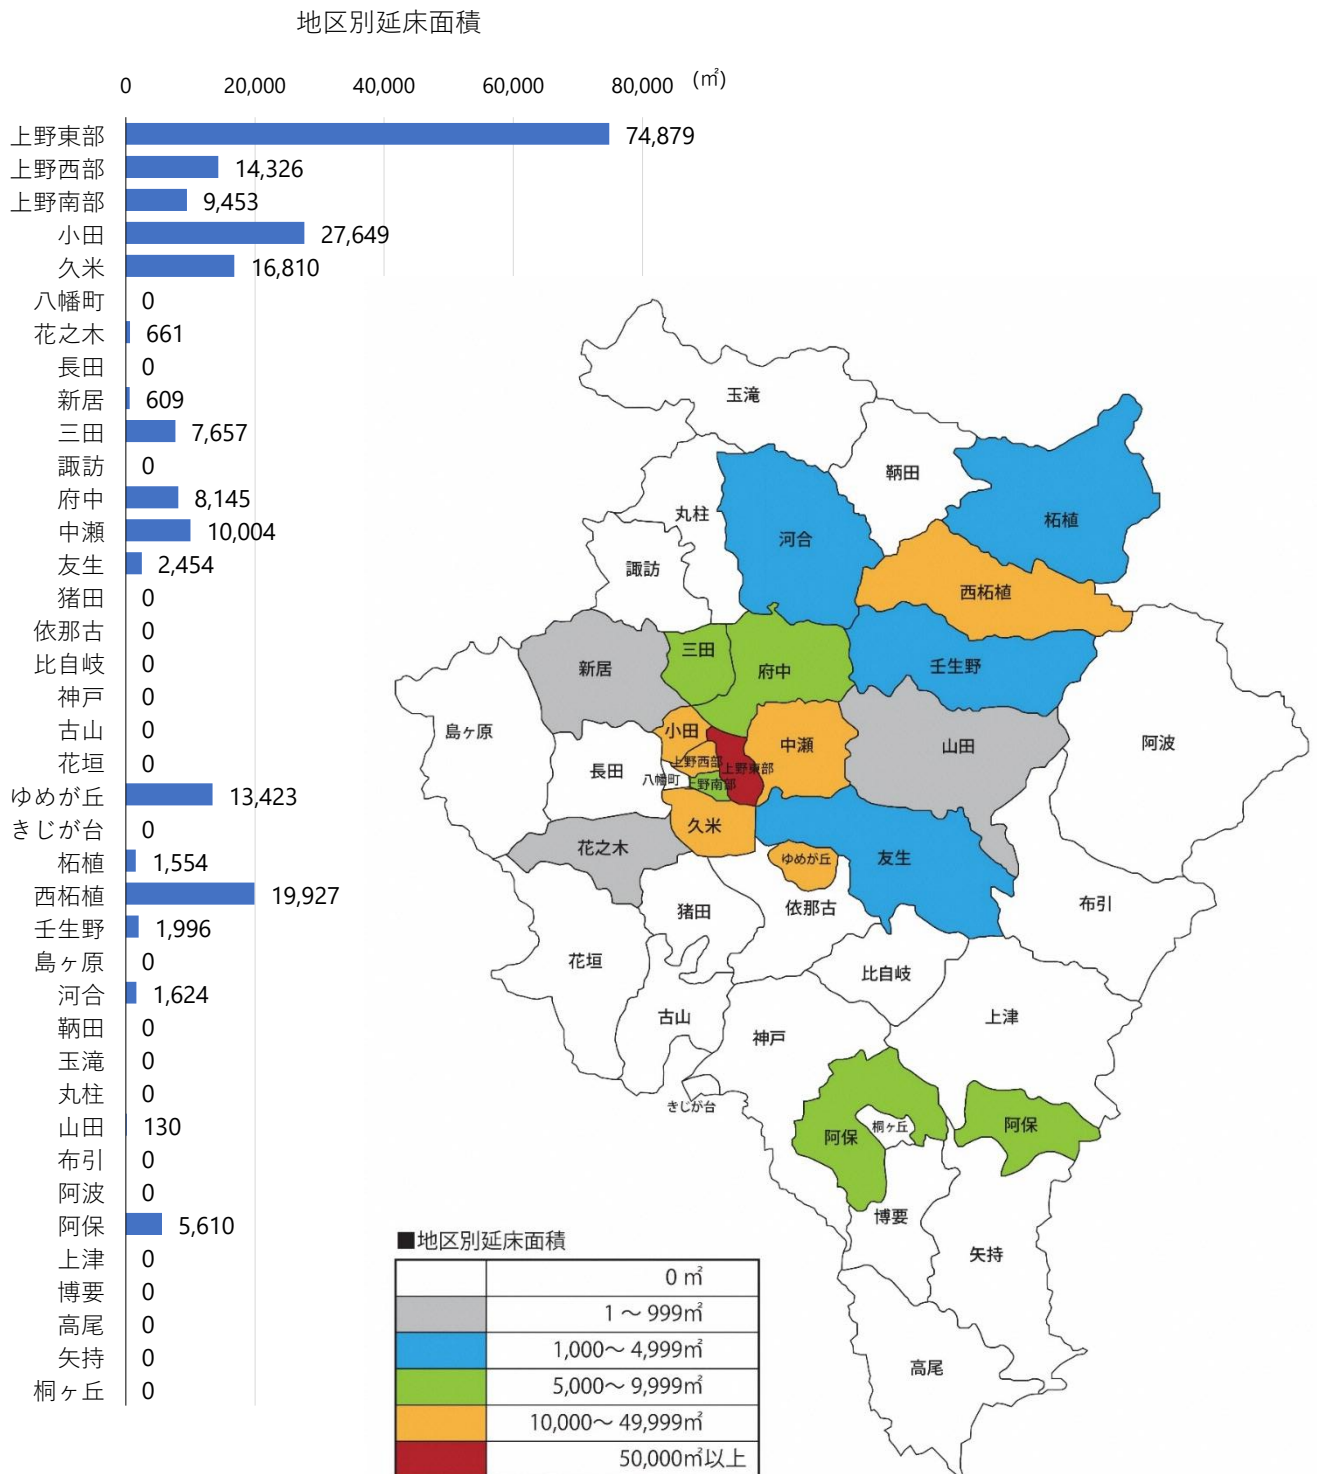 地区別延床面積
0 20,000 40,000 60,000 80,000 (㎡)
上野東部 74,879
上野西部 14,326
上野南部 9,453
小田 27,649
久米 16,810
八幡町 0
花之木 661
長田 0
新居 609
三田 7,657
諏訪 0
府中 8,145
中瀬 10,004
友生 2,454
猪田 0
依那古 0
比自岐 0
神戸 0
古山 0
花垣 0
ゆめが丘 13,423
きじが台 0
柘植 1,554
西柘植 19,927
壬生野 1,996
島ヶ原 0
河合 1,624
鞆田 0
玉滝 0
丸柱 0
山田 130
布引 0
阿波 0
阿保 5,610
上津 0
博要 0
高尾 0
矢持 0
桐ヶ丘 0
玉滝
鞆田
丸柱
河合
柘植
諏訪
西柘植
三田
新居
府中
壬生野
島ヶ原
小田
中瀬
山田
阿波
上野西部
上野東部
長田
八幡町
上野南部
久米
花之木
ゆめが丘
友生
猪田
依那古
布引
花垣
比自岐
古山
神戸
上津
きじが台
阿保
桐ヶ丘
阿保
博要
矢持
高尾
■地区別延床面積
0 ㎡
1 ～ 999㎡
1,000～ 4,999㎡
5,000～ 9,999㎡
10,000～ 49,999㎡
50,000㎡以上